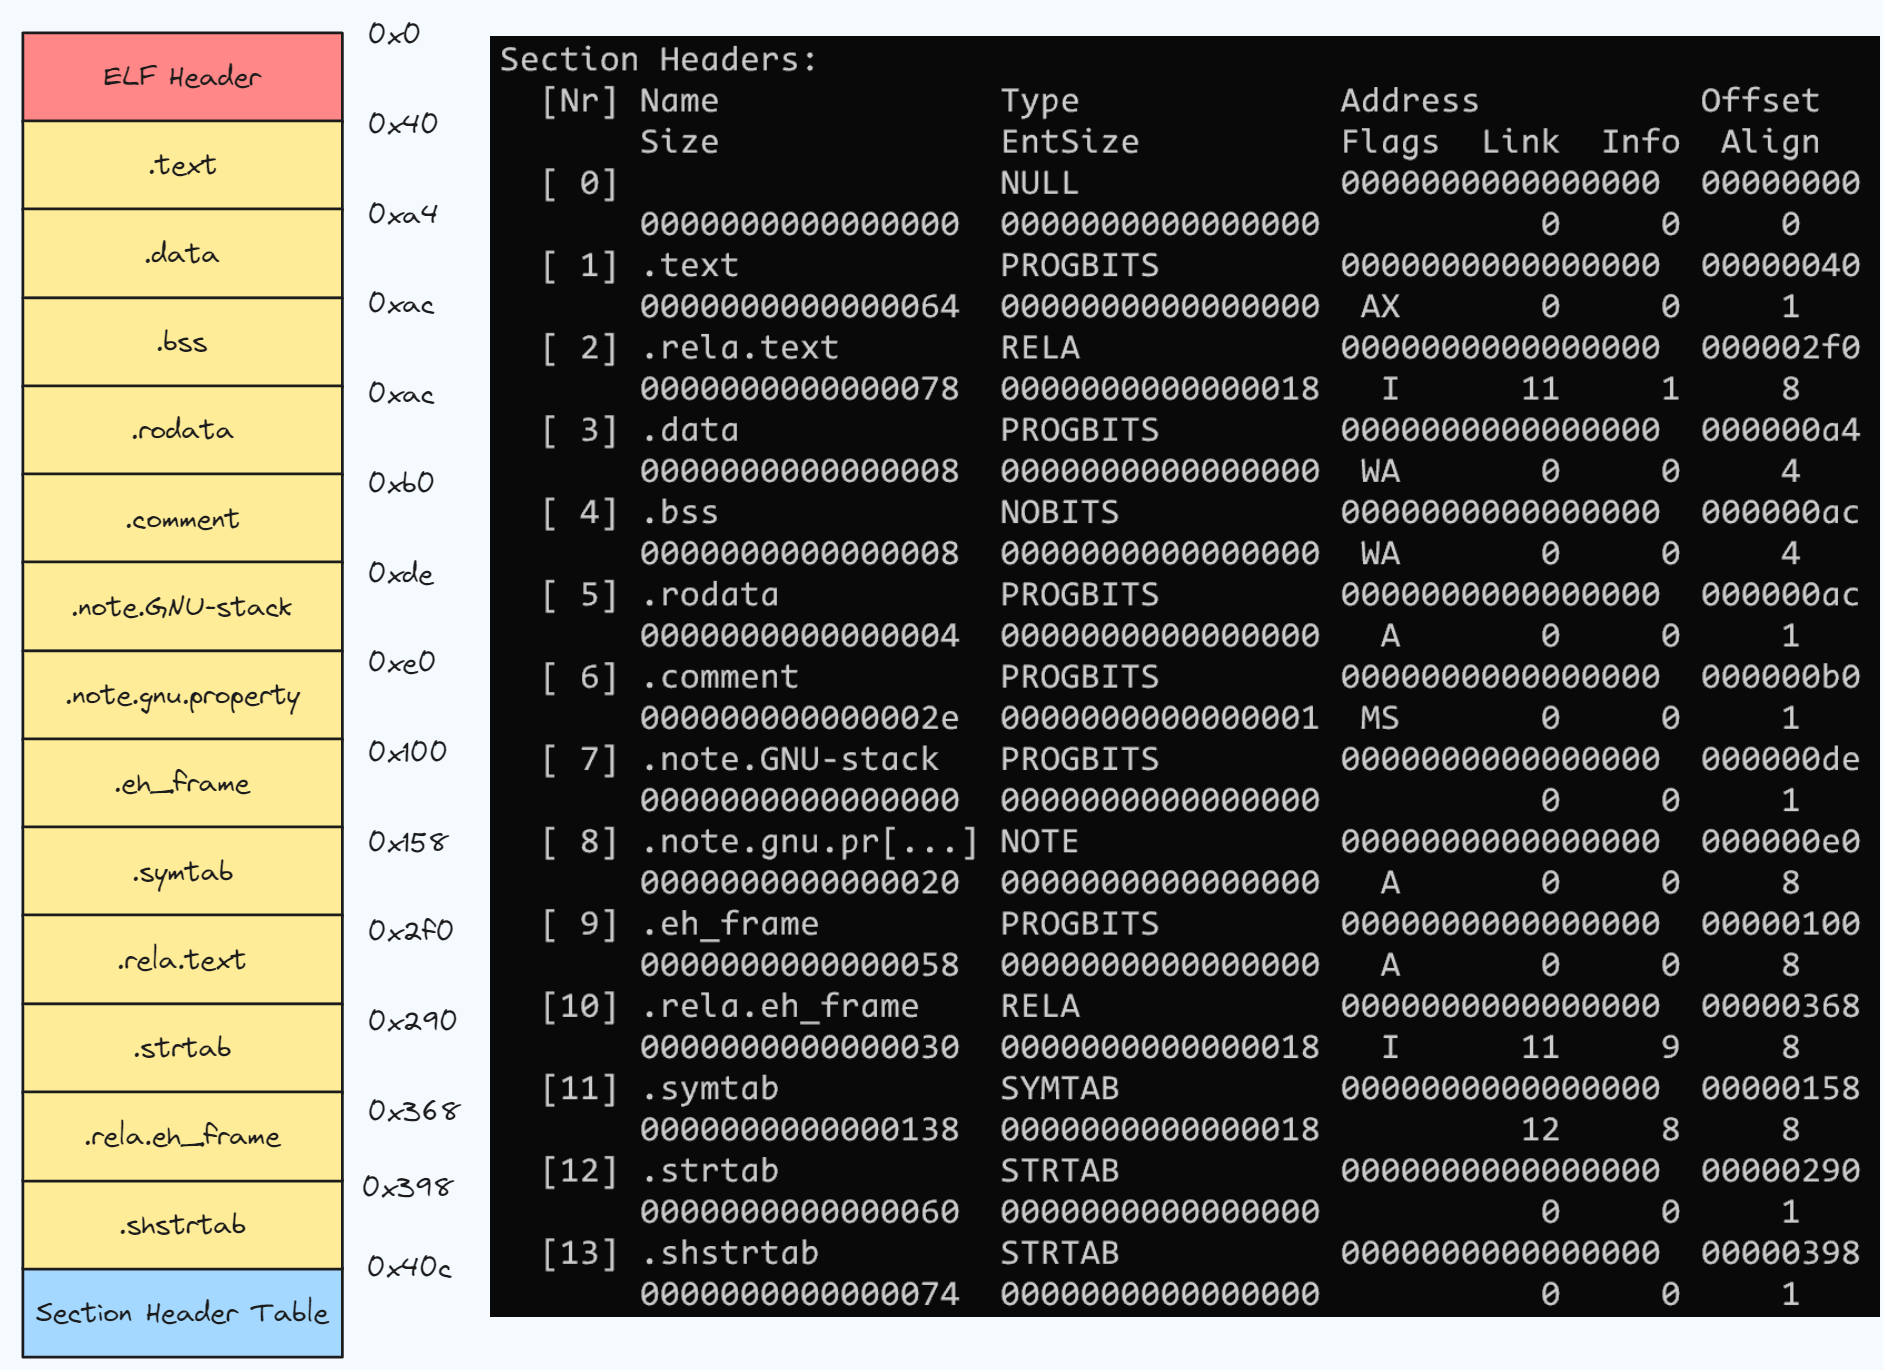 0x0
ELF Header
0x40
.text
0xa4
.data
0xac
.bss
0xac
.rodata
0xb0
.comment
0xde
.note.GNU-stack
0xe0
.note.gnu.property
0x100
.eh_frame
0x158
.symtab
0x2f0
.rela.text
0x290
.strtab
0x368
.rela.eh_frame
0x398
.shstrtab
0x40c
Section Header Table
Section Headers:
[Nr] Name Type Address Offset
Size EntSize Flags Link Info Align
[ 0] NULL 0000000000000000 00000000
0000000000000000 0000000000000000 0 0 0
[ 1] .text PROGBITS 0000000000000000 00000040
0000000000000064 0000000000000000 AX 0 0 1
[ 2] .rela.text RELA 0000000000000000 000002f0
0000000000000078 0000000000000018 I 11 1 8
[ 3] .data PROGBITS 0000000000000000 000000a4
0000000000000008 0000000000000000 WA 0 0 4
[ 4] .bss NOBITS 0000000000000000 000000ac
0000000000000008 0000000000000000 WA 0 0 4
[ 5] .rodata PROGBITS 0000000000000000 000000ac
0000000000000004 0000000000000000 A 0 0 1
[ 6] .comment PROGBITS 0000000000000000 000000b0
000000000000002e 0000000000000001 MS 0 0 1
[ 7] .note.GNU-stack PROGBITS 0000000000000000 000000de
0000000000000000 0000000000000000 0 0 1
[ 8] .note.gnu.pr[...] NOTE 0000000000000000 000000e0
0000000000000020 0000000000000000 A 0 0 8
[ 9] .eh_frame PROGBITS 0000000000000000 00000100
0000000000000058 0000000000000000 A 0 0 8
[10] .rela.eh_frame RELA 0000000000000000 00000368
0000000000000030 0000000000000018 I 11 9 8
[11] .symtab SYMTAB 0000000000000000 00000158
0000000000000138 0000000000000018 12 8 8
[12] .strtab STRTAB 0000000000000000 00000290
0000000000000060 0000000000000000 0 0 1
[13] .shstrtab STRTAB 0000000000000000 00000398
0000000000000074 0000000000000000 0 0 1